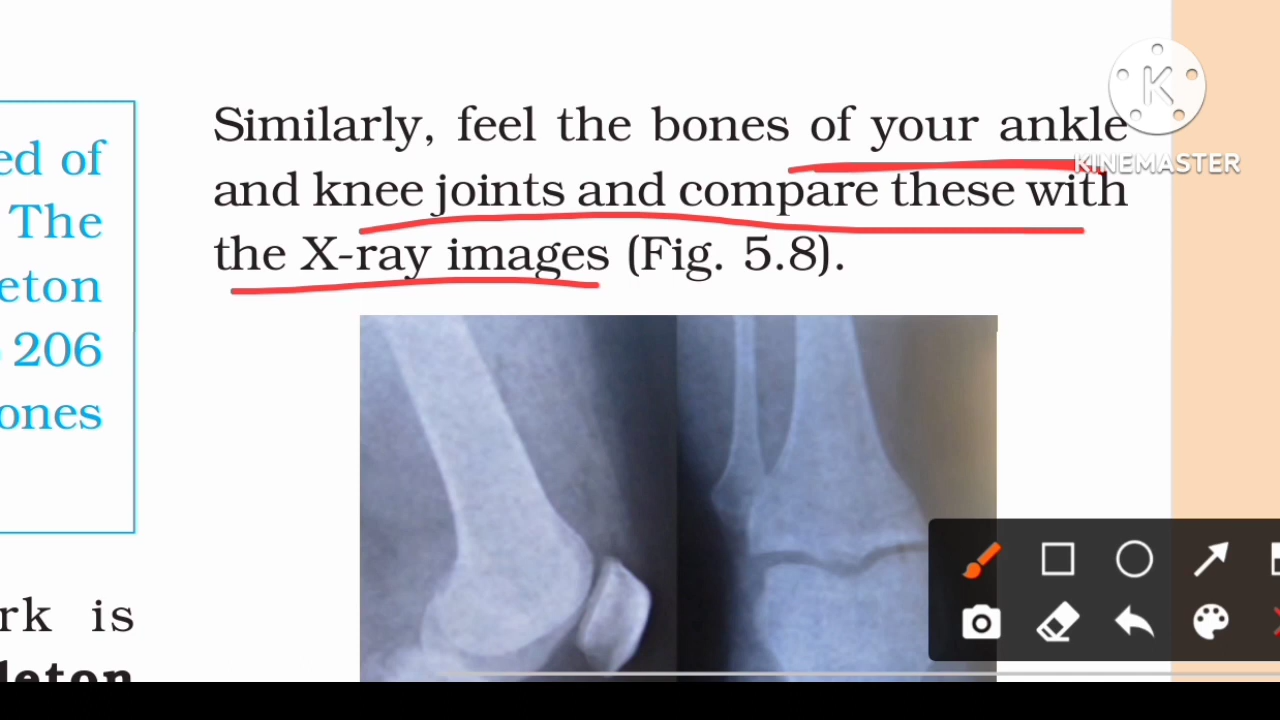 Similarly, feel the bones of your ankle
and knee joints and compare these with
the X-ray images (Fig. 5.8).
ed of
The
eton
206
ones
rk is
leton
K
KINEMASTER